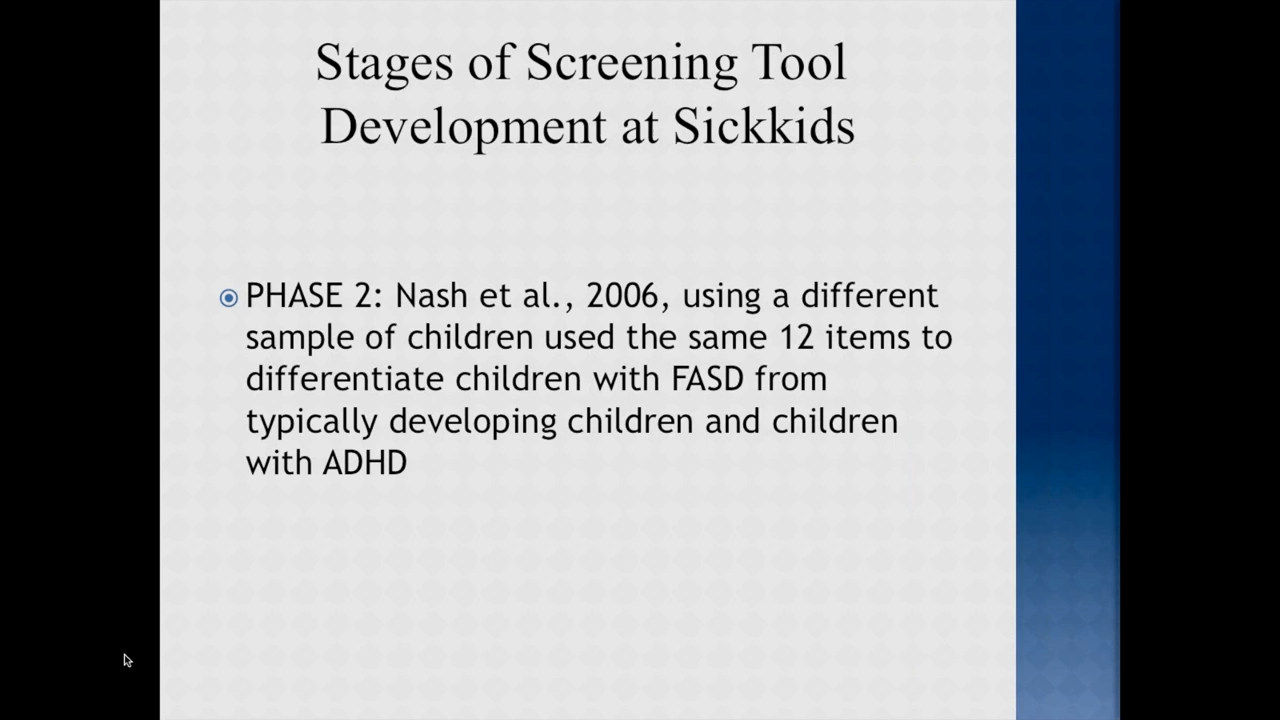 Stages of Screening Tool
Development at Sickkids
PHASE 2: Nash et al., 2006, using a different
sample of children used the same 12 items to
differentiate children with FASD from
typically developing children and children
with ADHD